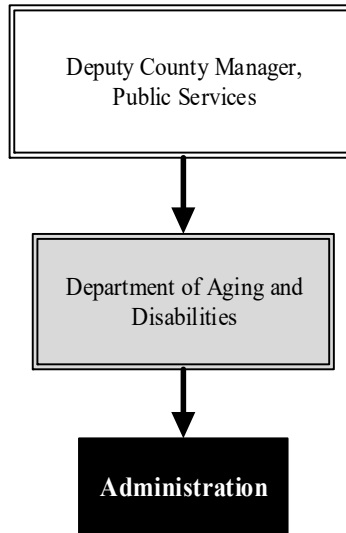 Deputy County Manager,
Public Services
Department of Aging and
Disabilities
Administration